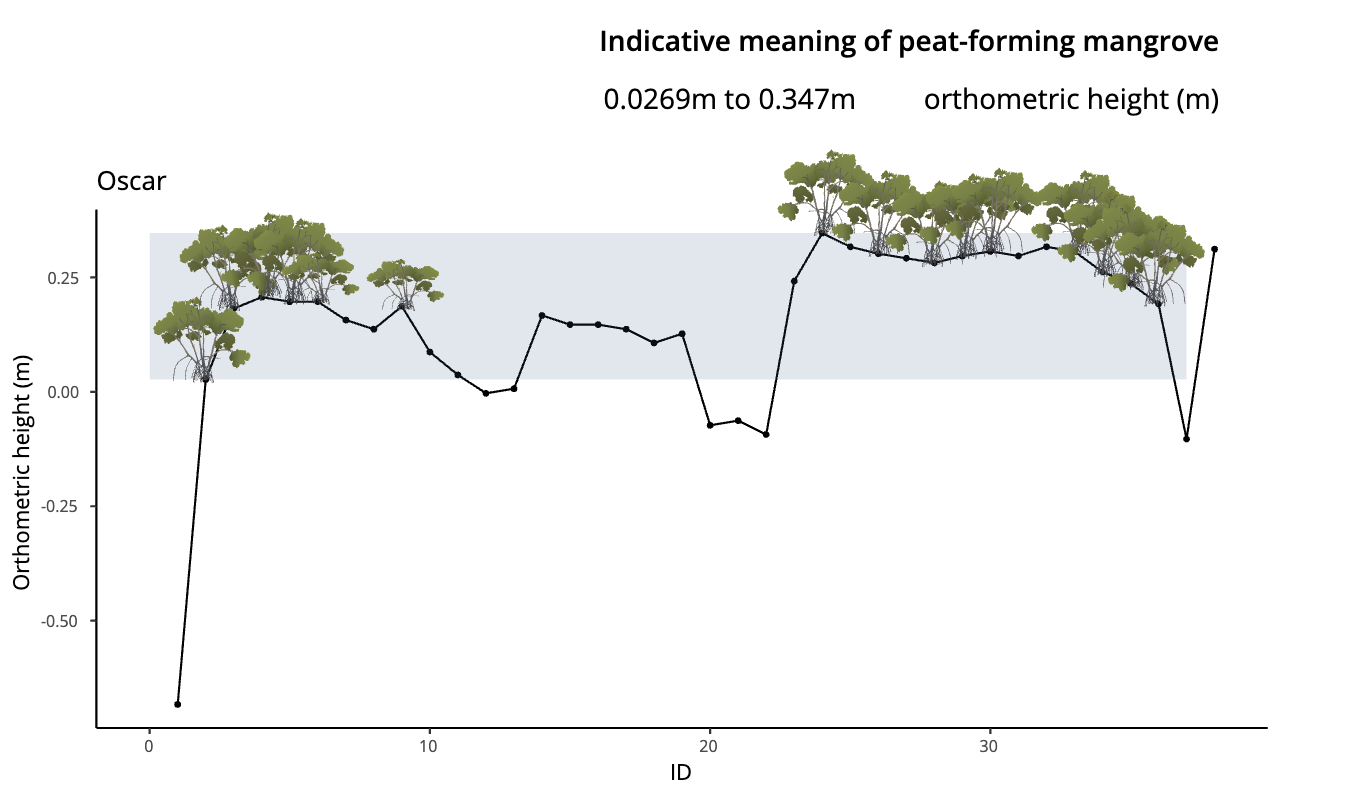 Indicative meaning of peat-forming mangrove
0.0269m to 0.347m orthometric height (m)
Oscar
Orthometric height (m)
0.25
0.00
-0.25
-0.50
0 10 20 30
ID